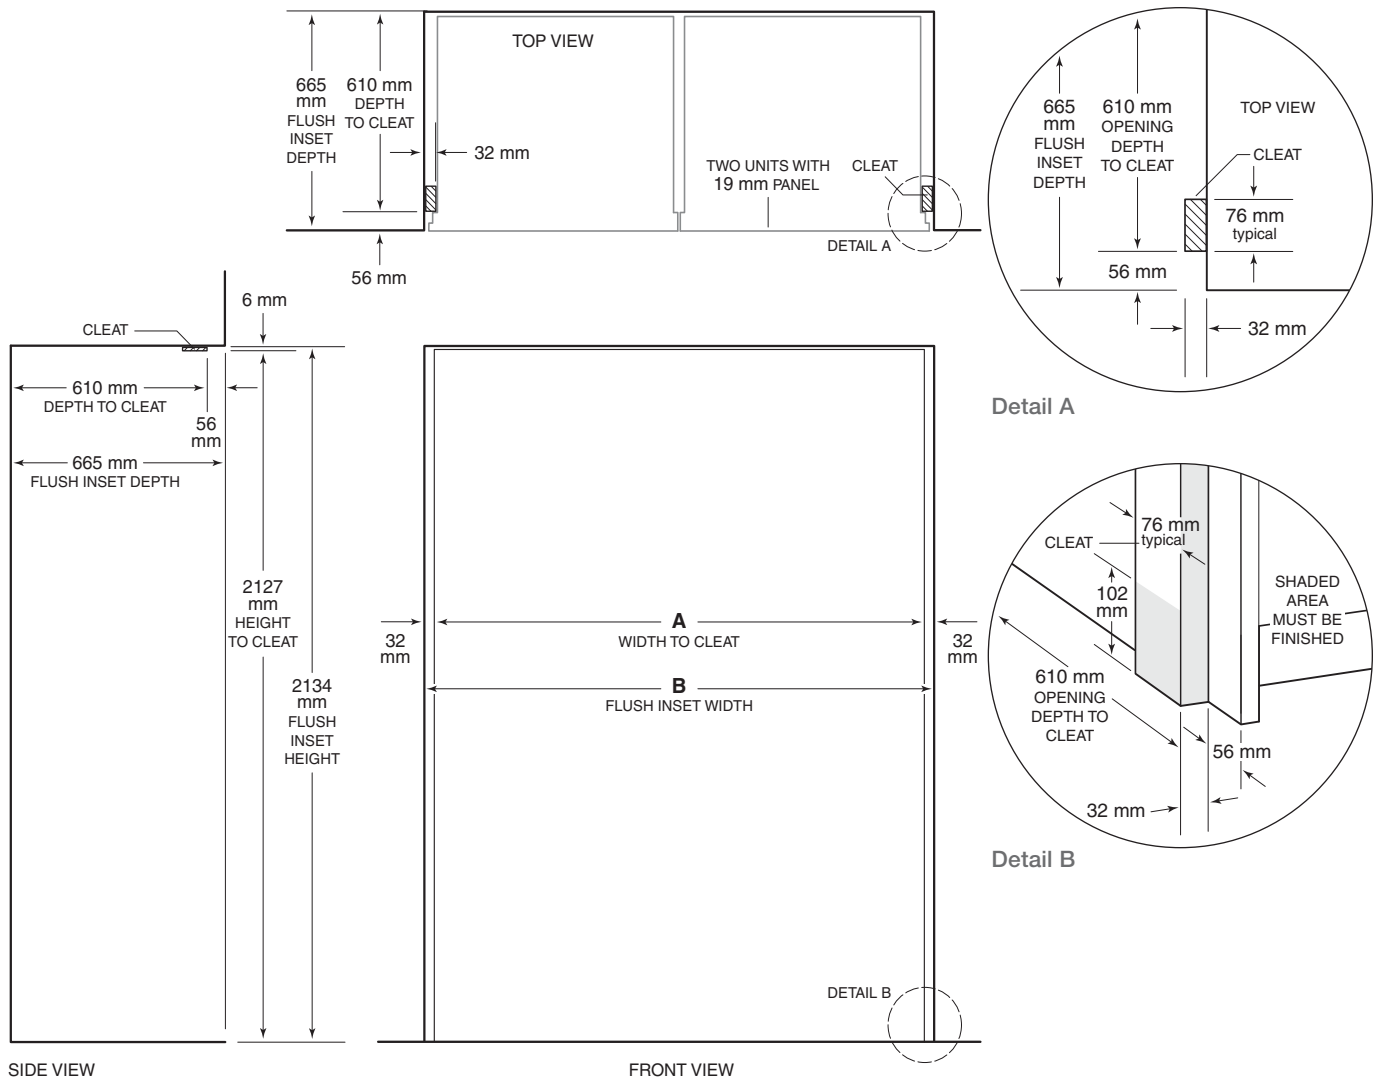 TOP VIEW
665
mm
FLUSH
INSET
DEPTH
610 mm
DEPTH
TO CLEAT
32 mm
TWO UNITS WITH
19 mm PANEL
CLEAT
DETAIL A
56 mm
665
mm
FLUSH
INSET
DEPTH
610 mm
OPENING
DEPTH
TO CLEAT
TOP VIEW
CLEAT
76 mm
typical
56 mm
32 mm
Detail A
6 mm
CLEAT
610 mm
DEPTH TO CLEAT
56
mm
665 mm
FLUSH INSET DEPTH
2127
mm
HEIGHT
TO CLEAT
2134
mm
FLUSH
INSET
HEIGHT
SIDE VIEW
32
mm
A
WIDTH TO CLEAT
32
mm
B
FLUSH INSET WIDTH
DETAIL B
FRONT VIEW
76 mm
typical
CLEAT
102
mm
SHADED
AREA
MUST BE
FINISHED
610 mm
OPENING
DEPTH TO
CLEAT
56 mm
32 mm
Detail B